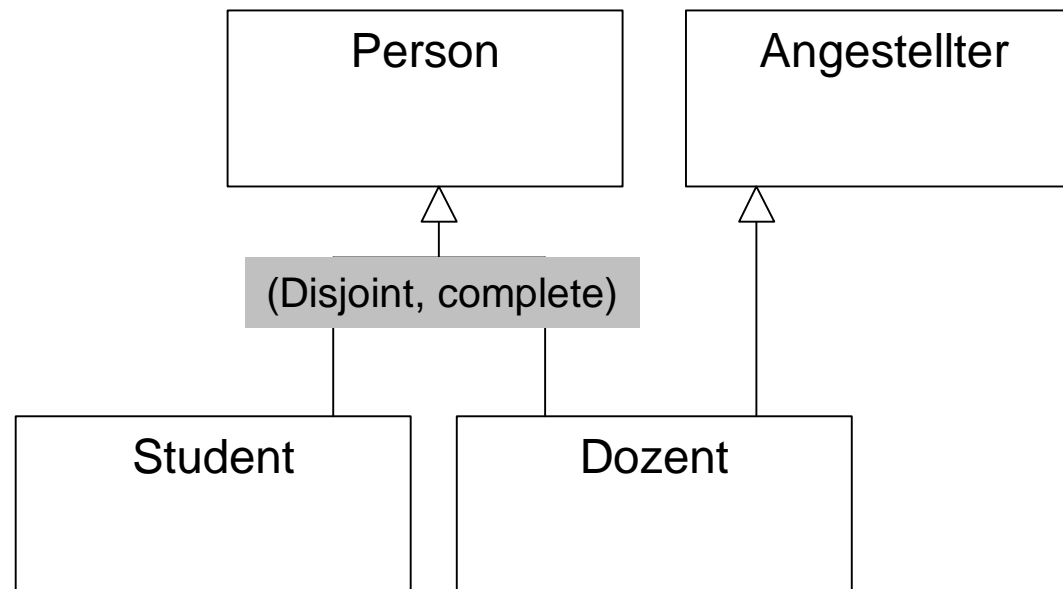 Person
Angestellter
(Disjoint, complete)
Student
Dozent